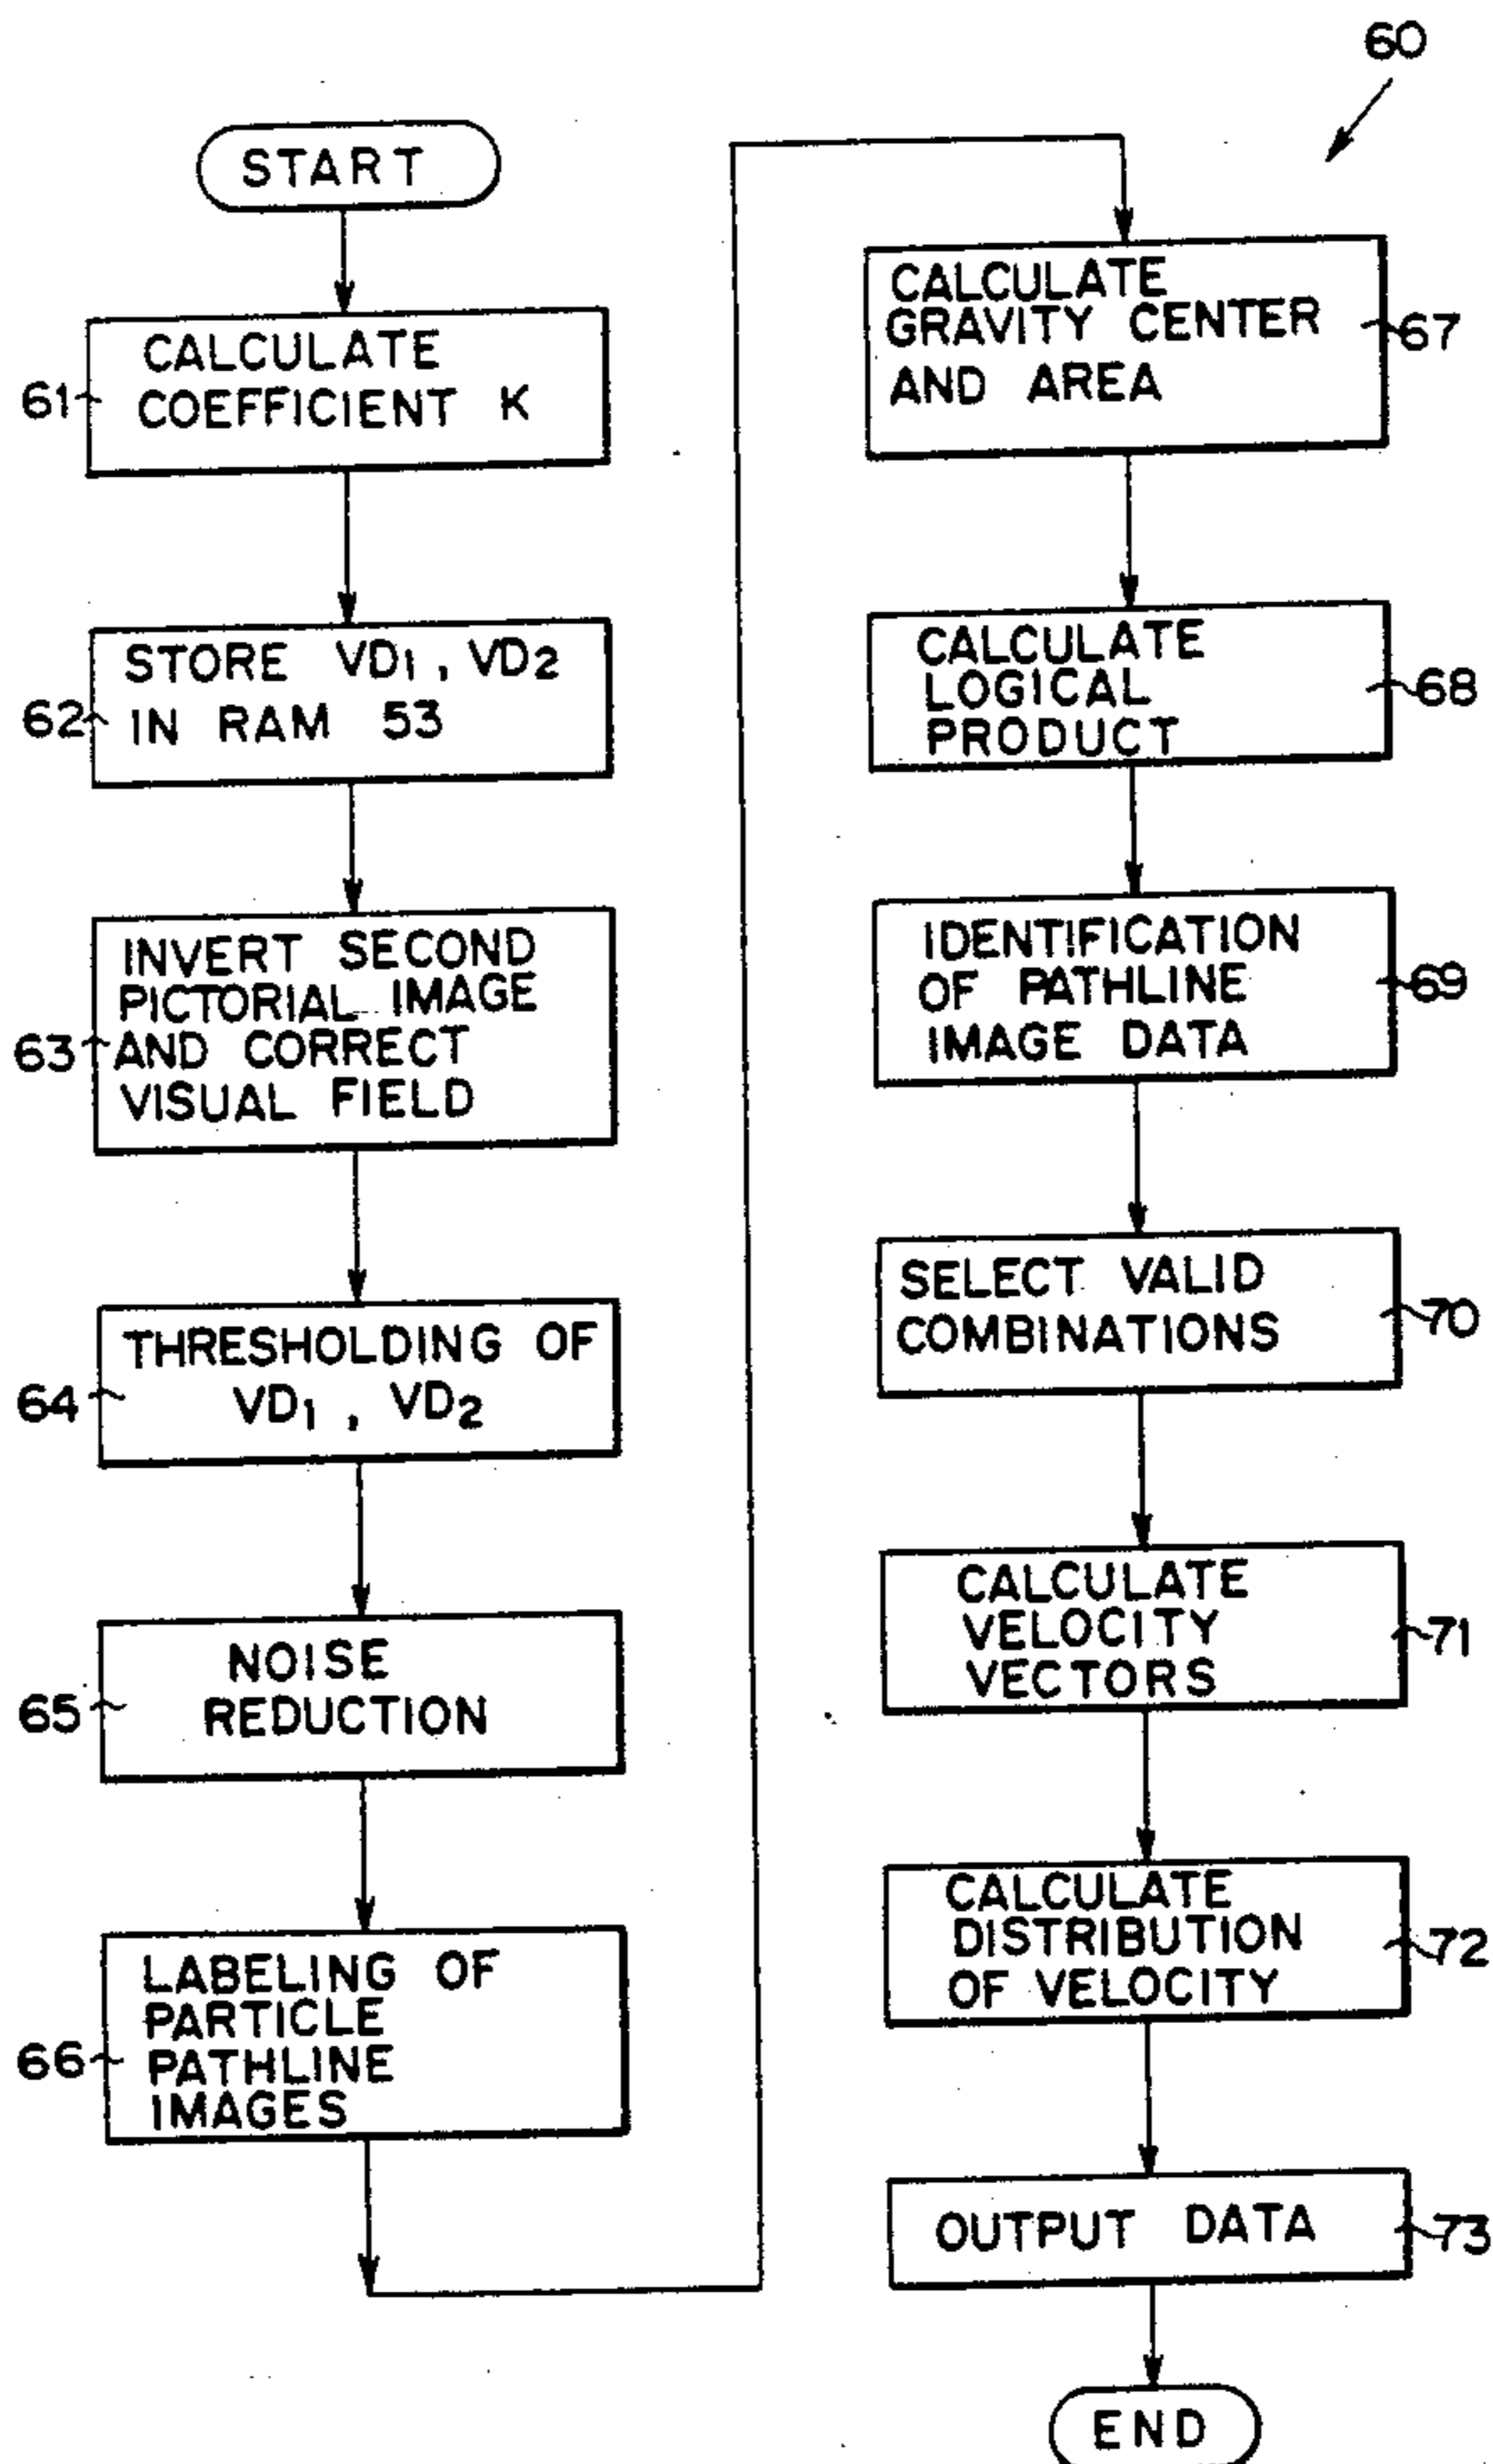 60
START
CALCULATE
COEFFICIENT K
61
STORE VD1, VD2
IN RAM 53
62
INVERT SECOND
PICTORIAL IMAGE
AND CORRECT
VISUAL FIELD
63
THRESHOLDING OF
VD1, VD2
64
NOISE
REDUCTION
65
LABELING OF
PARTICLE
PATHLINE
IMAGES
66
CALCULATE
GRAVITY CENTER
AND AREA
67
CALCULATE
LOGICAL
PRODUCT
68
IDENTIFICATION
OF PATHLINE
IMAGE DATA
69
SELECT VALID
COMBINATIONS
70
CALCULATE
VELOCITY
VECTORS
71
CALCULATE
DISTRIBUTION
OF VELOCITY
72
OUTPUT DATA
73
END